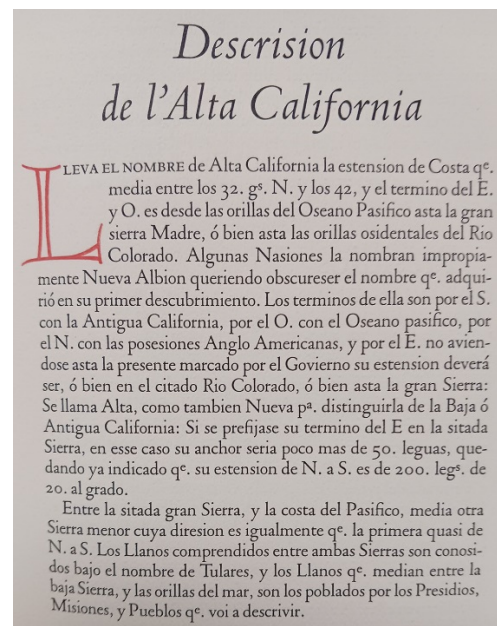 Descrision
de l'Alta California
LLEVA EL NOMBRE de Alta California la estension de Costa qe.
media entre los 32. gs. N. y los 42, y el termino del E.
y O. es desde las orillas del Oseano Pasifico asta la gran
sierra Madre, ó bien asta las orillas osidentales del Rio
Colorado. Algunas Nasiones la nombran impropia-
mente Nueva Albion queriendo obscureser el nombre qe. adqui-
rió en su primer descubrimiento. Los terminos de ella son por el S.
con la Antigua California, por el O. con el Oseano pasifico, por
el N. con las posesiones Anglo Americanas, y por el E. no avien-
dose asta la presente marcado por el Govierno su estension deverá
ser, ó bien en el citado Rio Colorado, ó bien asta la gran Sierra:
Se llama Alta, como tambien Nueva pa. distinguirla de la Baja ó
Antigua California: Si se prefijase su termino del E en la sitada
Sierra, en esse caso su anchor seria poco mas de 50. leguas, que-
dando ya indicado qe. su estension de N. a S. es de 200. legs. de
20. al grado.
Entre la sitada gran Sierra, y la costa del Pasifico, media otra
Sierra menor cuya diresion es igualmente qe. la primera quasi de
N. a S. Los Llanos comprendidos entre ambas Sierras son conosi-
dos bajo el nombre de Tulares, y los Llanos qe. median entre la
baja Sierra, y las orillas del mar, son los poblados por los Presidios,
Misiones, y Pueblos qe. voi a descrivir.